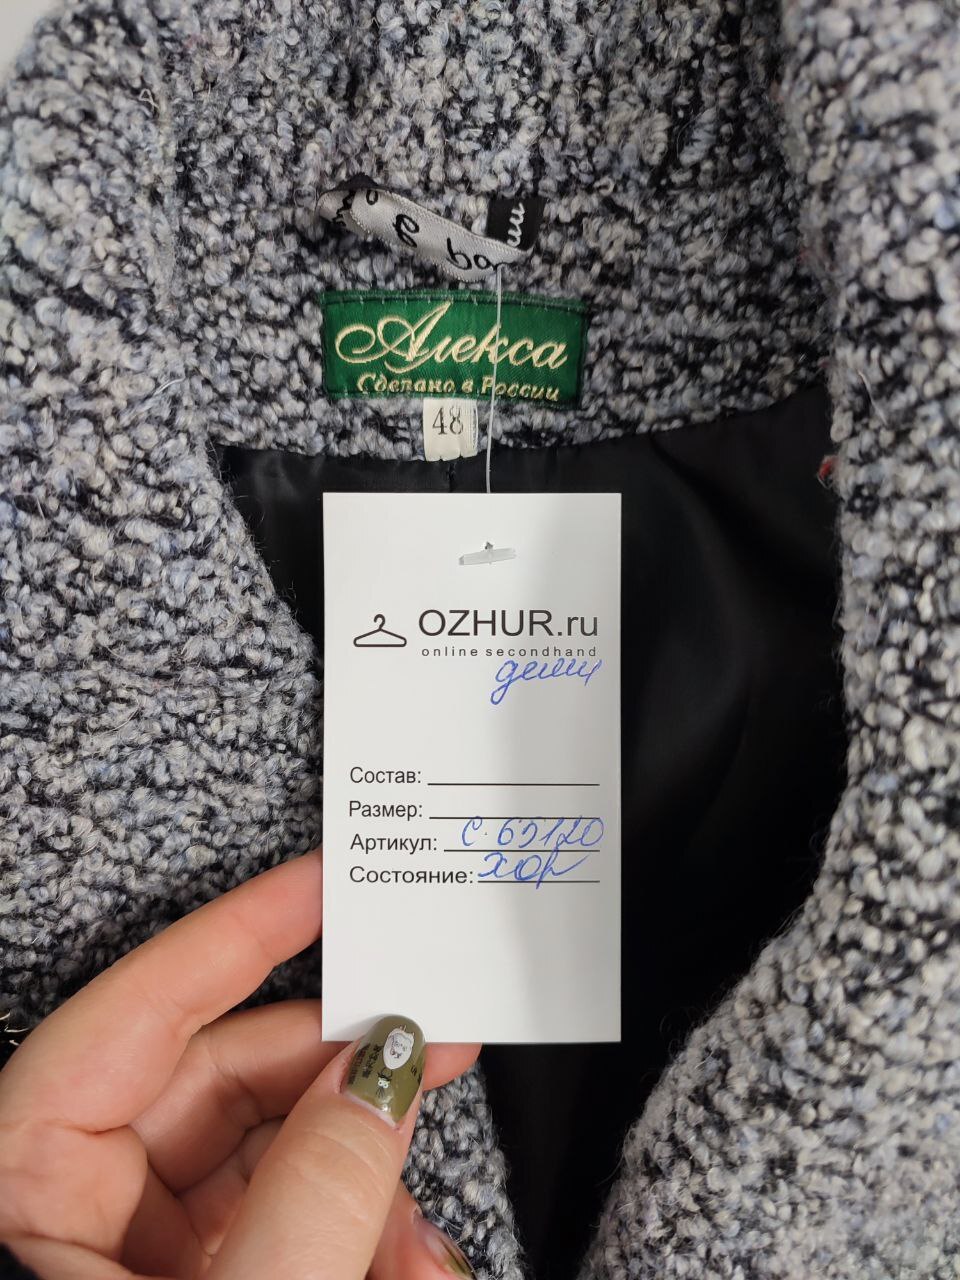 Алекса
Сделано в России
48
OZHUR.ru
online secondhand
деми
Состав:
Размер:
Артикул: С-65120
Состояние: хор